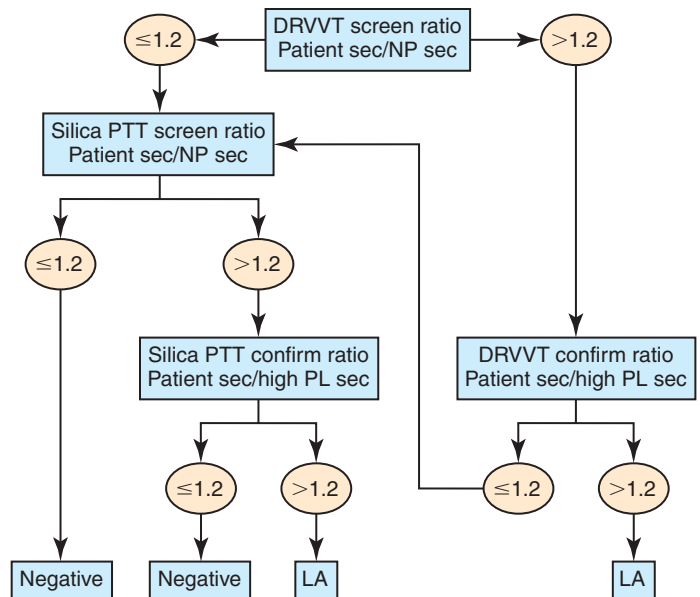 DRVVT screen ratio
Patient sec/NP sec
≤1.2
>1.2
Silica PTT screen ratio
Patient sec/NP sec
≤1.2
>1.2
Silica PTT confirm ratio
Patient sec/high PL sec
DRVVT confirm ratio
Patient sec/high PL sec
≤1.2
>1.2
≤1.2
>1.2
Negative
Negative
LA
LA